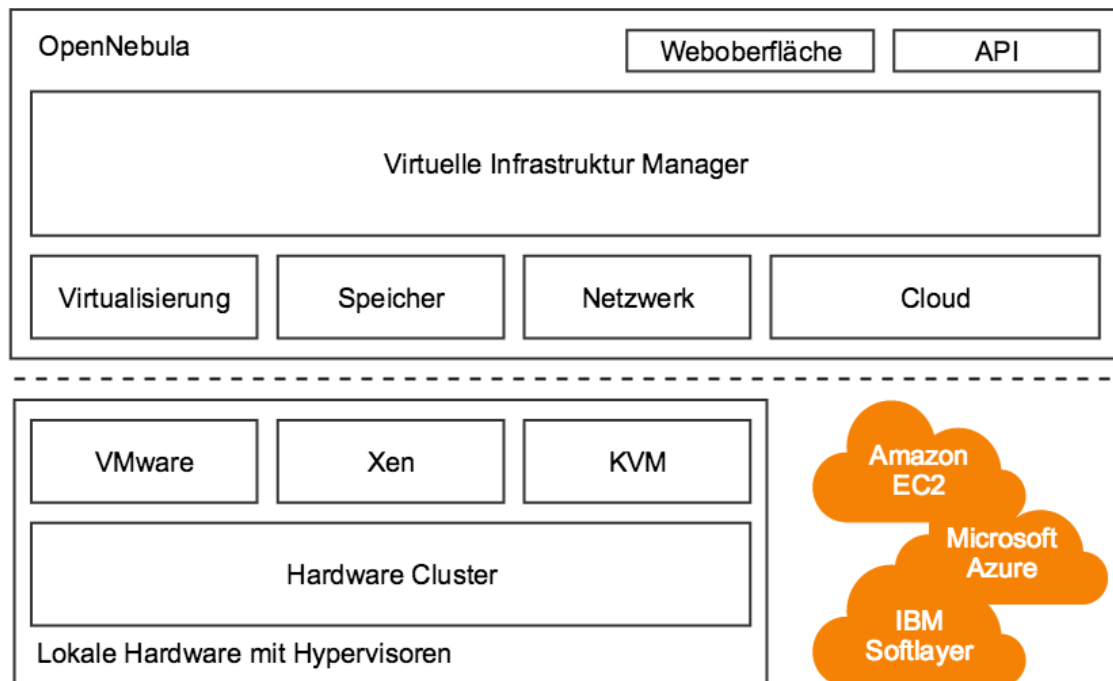 OpenNebula
Weboberfläche
API
Virtuelle Infrastruktur Manager
Virtualisierung
Speicher
Netzwerk
Cloud
VMware
Xen
KVM
Hardware Cluster
Lokale Hardware mit Hypervisoren
Amazon
EC2
Microsoft
Azure
IBM
Softlayer